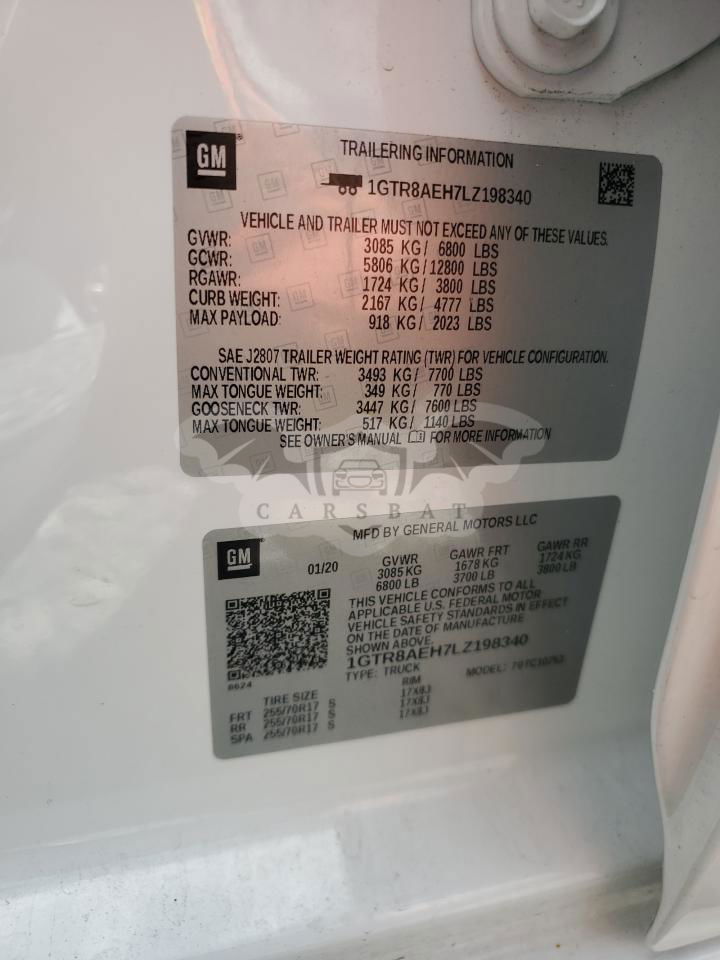 GM
TRAILERING INFORMATION
1GTR8AEH7LZ198340
VEHICLE AND TRAILER MUST NOT EXCEED ANY OF THESE VALUES.
GVWR: 3085 KG/ 6800 LBS
GCWR: 5806 KG/12800 LBS
RGAWR: 1724 KG/ 3800 LBS
CURB WEIGHT: 2167 KG/ 4777 LBS
MAX PAYLOAD: 918 KG/ 2023 LBS
SAE J2807 TRAILER WEIGHT RATING (TWR) FOR VEHICLE CONFIGURATION.
CONVENTIONAL TWR: 3493 KG/ 7700 LBS
MAX TONGUE WEIGHT: 349 KG/ 770 LBS
GOOSENECK TWR: 3447 KG/ 7600 LBS
MAX TONGUE WEIGHT: 517 KG/ 1140 LBS
SEE OWNER'S MANUAL FOR MORE INFORMATION
CARSBAT
GM
MFD BY GENERAL MOTORS LLC
01/20 GVWR GAWR FRT GAWR RR
3085 KG 1678 KG 1724 KG
6800 LB 3700 LB 3800 LB
THIS VEHICLE CONFORMS TO ALL
APPLICABLE U.S. FEDERAL MOTOR
VEHICLE SAFETY STANDARDS IN EFFECT
ON THE DATE OF MANUFACTURE
1GTR8AEH7LZ198340
TYPE: TRUCK MODEL:
6624
TIRE SIZE RIM
FRT 255/70R17 S 17X8J
RR 255/70R17 S 17X8J
SPA 255/70R17 S 17X8J